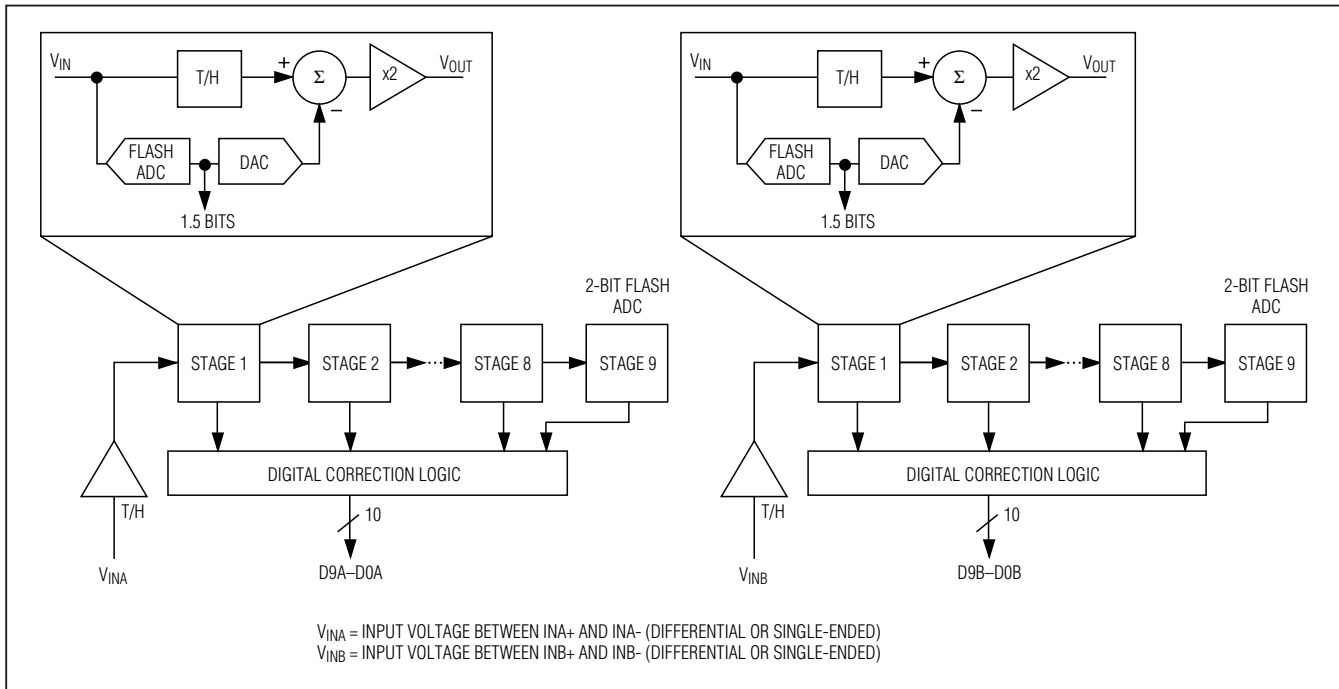 V_IN
T/H
+
Σ
−
x2
V_OUT
FLASH
ADC
DAC
1.5 BITS
2-BIT FLASH
ADC
STAGE 1
STAGE 2
...
STAGE 8
STAGE 9
DIGITAL CORRECTION LOGIC
T/H
10
V_INA
D9A–D0A
V_IN
T/H
+
Σ
−
x2
V_OUT
FLASH
ADC
DAC
1.5 BITS
2-BIT FLASH
ADC
STAGE 1
STAGE 2
...
STAGE 8
STAGE 9
DIGITAL CORRECTION LOGIC
T/H
10
V_INB
D9B–D0B
V_INA = INPUT VOLTAGE BETWEEN INA+ AND INA- (DIFFERENTIAL OR SINGLE-ENDED)
V_INB = INPUT VOLTAGE BETWEEN INB+ AND INB- (DIFFERENTIAL OR SINGLE-ENDED)